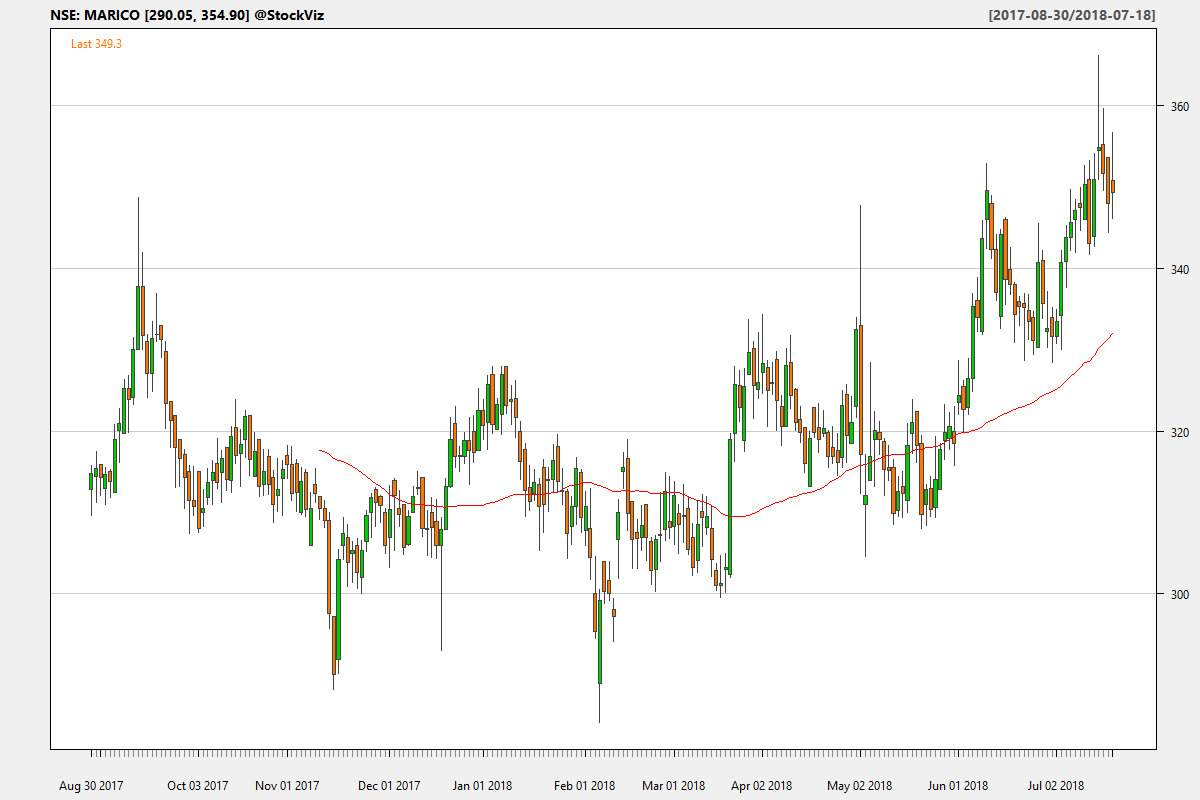 NSE: MARICO [290.05, 354.90] @StockViz [2017-08-30/2018-07-18]
Last 349.3
360
340
320
300
Aug 30 2017 Oct 03 2017 Nov 01 2017 Dec 01 2017 Jan 01 2018 Feb 01 2018 Mar 01 2018 Apr 02 2018 May 02 2018 Jun 01 2018 Jul 02 2018